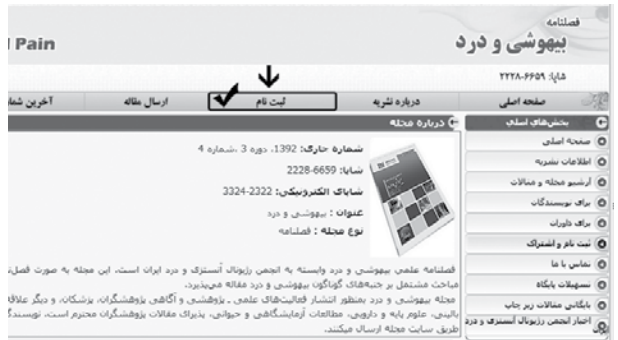 فصلنامه
بیهوشی و درد
l Pain
شاپا: ۲۲۲۸-۶۶۵۹
صفحه اصلی
درباره نشریه
ثبت نام
ارسال مقاله
آخرین شما
بخش‌های اصلی
صفحه اصلی
اطلاعات نشریه
آرشیو مجله و مقالات
برای نویسندگان
برای داوران
ثبت نام و اشتراک
تماس با ما
تسهیلات پایگاه
بایگانی مقالات زیر چاپ
اخبار انجمن رژیونال آنستزی و درد
درباره مجله
شماره جاری: 1392، دوره 3 ،شماره 4
شاپا: 2228-6659
شاپای الکترونیکی: 2322-3324
عنوان : بیهوشی و درد
نوع مجله : فصلنامه
فصلنامه علمی بیهوشی و درد وابسته به انجمن رژیونال آنستزی و درد ایران است، این مجله به صورت فصلن
مباحث مشتمل بر جنبه‌های گوناگون بیهوشی و درد مقاله می‌پذیرد.
مجله بیهوشی و درد بمنظور انتشار فعالیت‌های علمی ـ پژوهشی و آگاهی پژوهشگران، پزشکان، و دیگر علاقه
بالینی، علوم پایه و دارویی، مطالعات آزمایشگاهی و حیوانی، پذیرای مقالات پژوهشگران محترم است، نویسندگ
طریق سایت مجله ارسال میکنند.